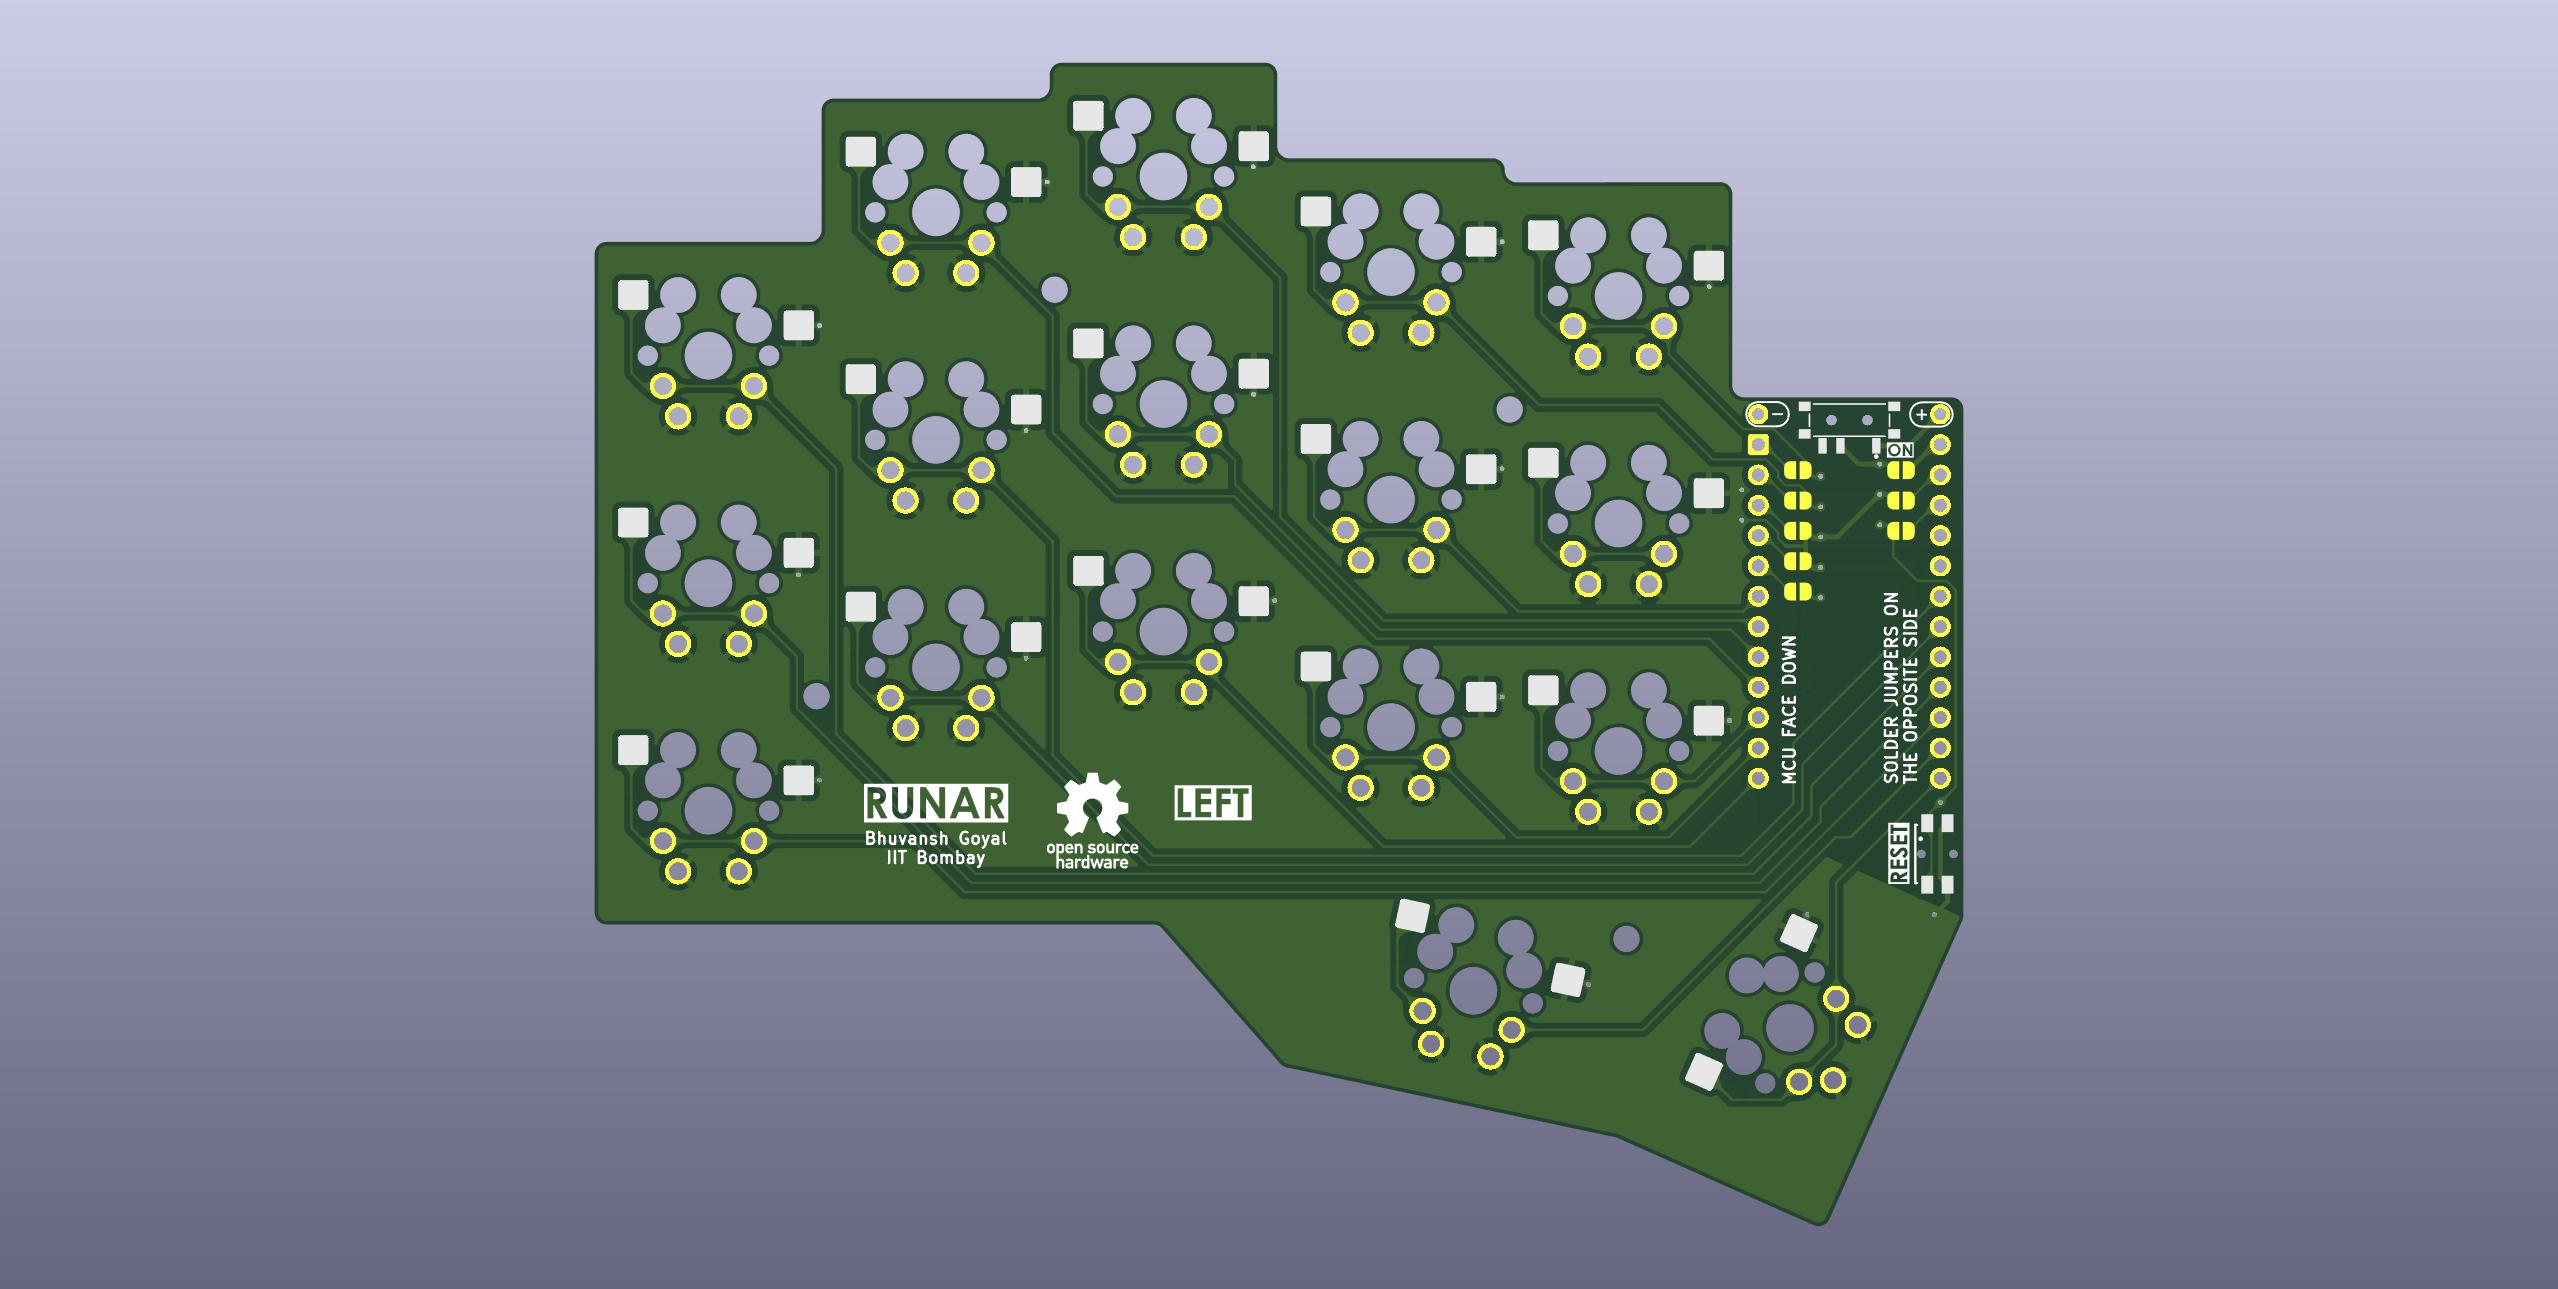 −
+
ON
MCU FACE DOWN
SOLDER JUMPERS ON
THE OPPOSITE SIDE
RUNAR
Bhuvansh Goyal
IIT Bombay
open source
hardware
LEFT
RESET